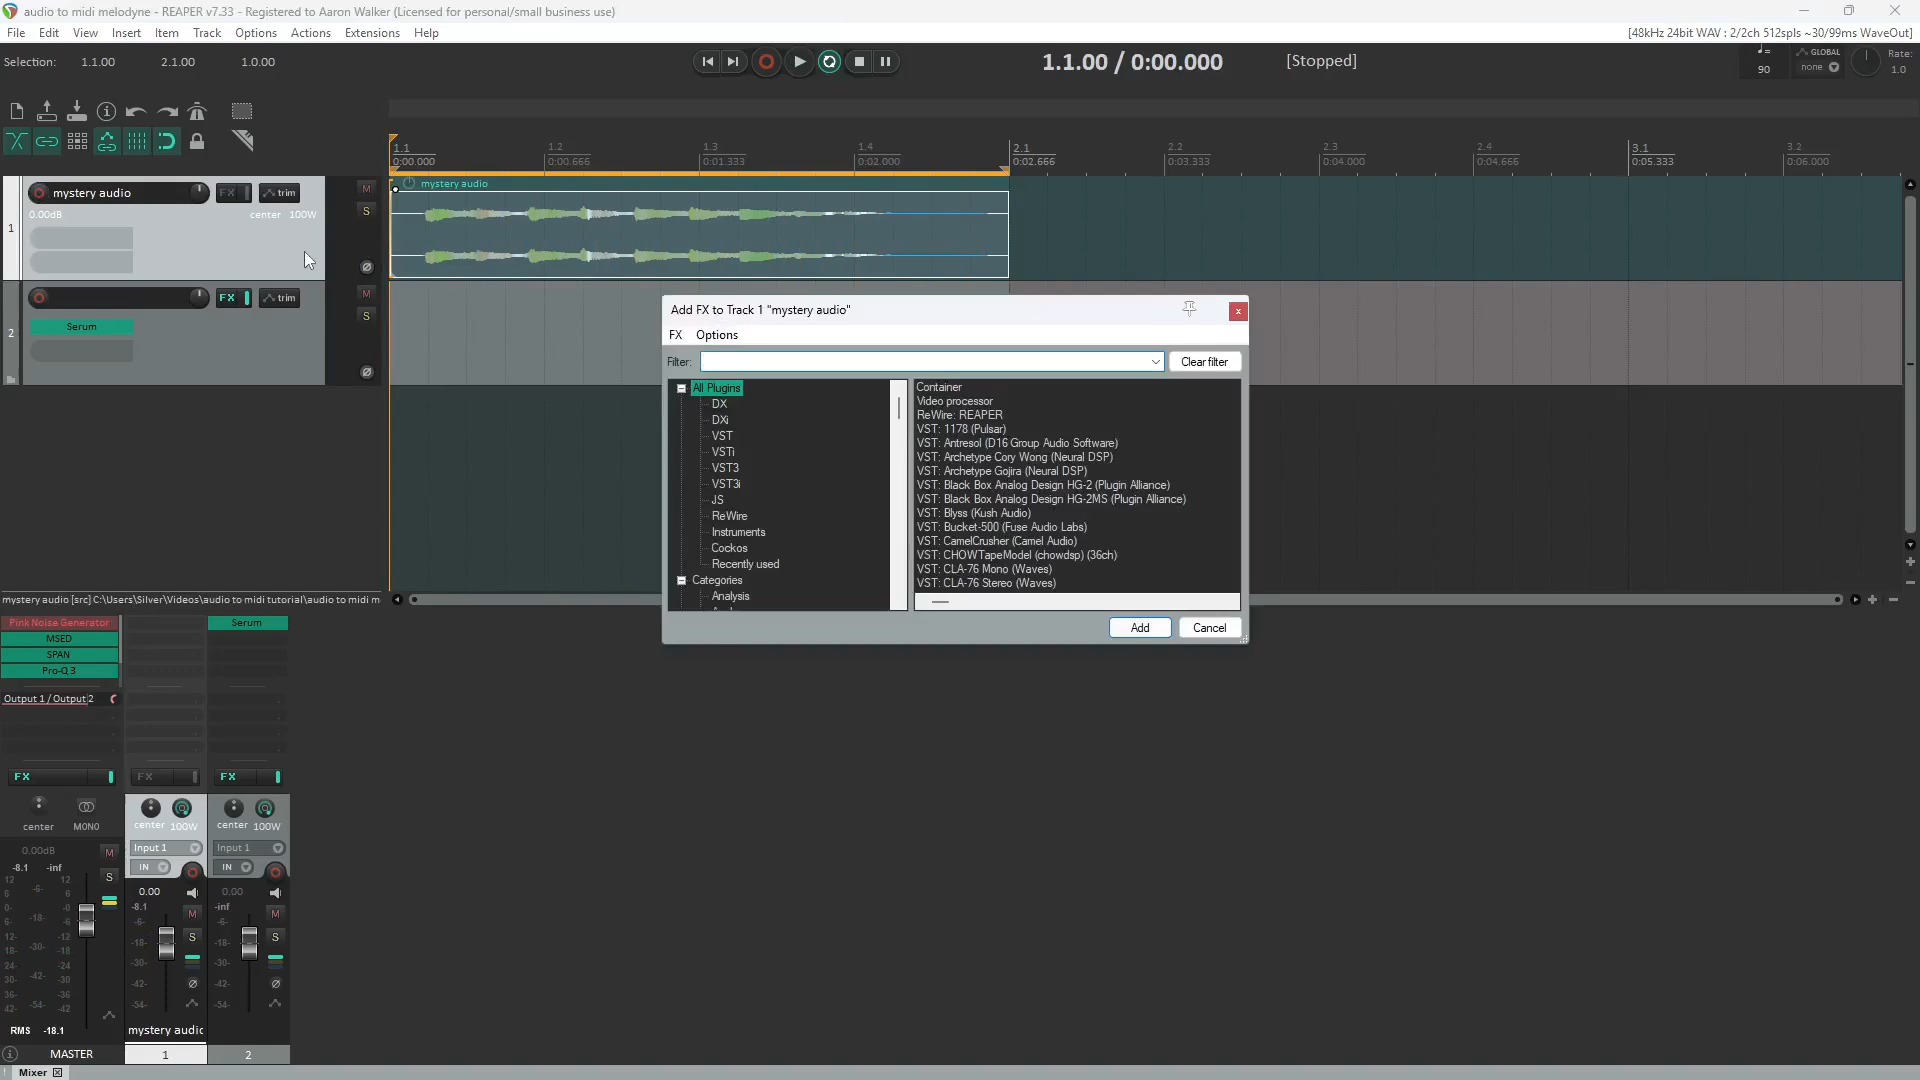 audio to midi melodyne - REAPER v7.33 - Registered to Aaron Walker (Licensed for personal/small business use)
File Edit View Insert Item Track Options Actions Extensions Help
[48kHz 24bit WAV : 2/2ch 512spls ~30/99ms WaveOut]
Selection: 1.1.00 2.1.00 1.0.00
1.1.00 / 0:00.000 [Stopped]
90
GLOBAL
none
Rate:
1.0
1.1 1.2 1.3 1.4 2.1 2.2 2.3 2.4 3.1 3.2
0:00.000 0:00.666 0:01.333 0:02.000 0:02.666 0:03.333 0:04.000 0:04.666 0:05.333 0:06.000
1
mystery audio FX trim M
0.00dB center 100W S
mystery audio
2
FX trim M
S
Serum
Add FX to Track 1 "mystery audio"
FX Options
Filter: Clear filter
All Plugins
DX
DXi
VST
VSTi
VST3
VST3i
JS
ReWire
Instruments
Cockos
Recently used
Categories
Analysis
Container
Video processor
ReWire: REAPER
VST: 1178 (Pulsar)
VST: Antresol (D16 Group Audio Software)
VST: Archetype Cory Wong (Neural DSP)
VST: Archetype Gojira (Neural DSP)
VST: Black Box Analog Design HG-2 (Plugin Alliance)
VST: Black Box Analog Design HG-2MS (Plugin Alliance)
VST: Blyss (Kush Audio)
VST: Bucket-500 (Fuse Audio Labs)
VST: CamelCrusher (Camel Audio)
VST: CHOWTapeModel (chowdsp) (36ch)
VST: CLA-76 Mono (Waves)
VST: CLA-76 Stereo (Waves)
Add Cancel
mystery audio [src] C:\Users\Silver\Videos\audio to midi tutorial\audio to midi m
Pink Noise Generator
MSED
SPAN
Pro-Q 3
Serum
Output 1 / Output 2
FX FX FX
center MONO
center 100W
center 100W
Input 1
Input 1
IN
IN
0.00dB
-8.1 -inf
M
S
12 12
6 -6- 6
0- -0
6- -18- -6
12- -12
18- -30- -18
24- -24
30- -42- -30
36- -36
42- -54- -42
RMS -18.1
0.00
-8.1
-6-
-18-
-30-
-42-
-54-
M
S
0.00
-inf
-6-
-18-
-30-
-42-
-54-
M
S
mystery audic
MASTER 1 2
Mixer